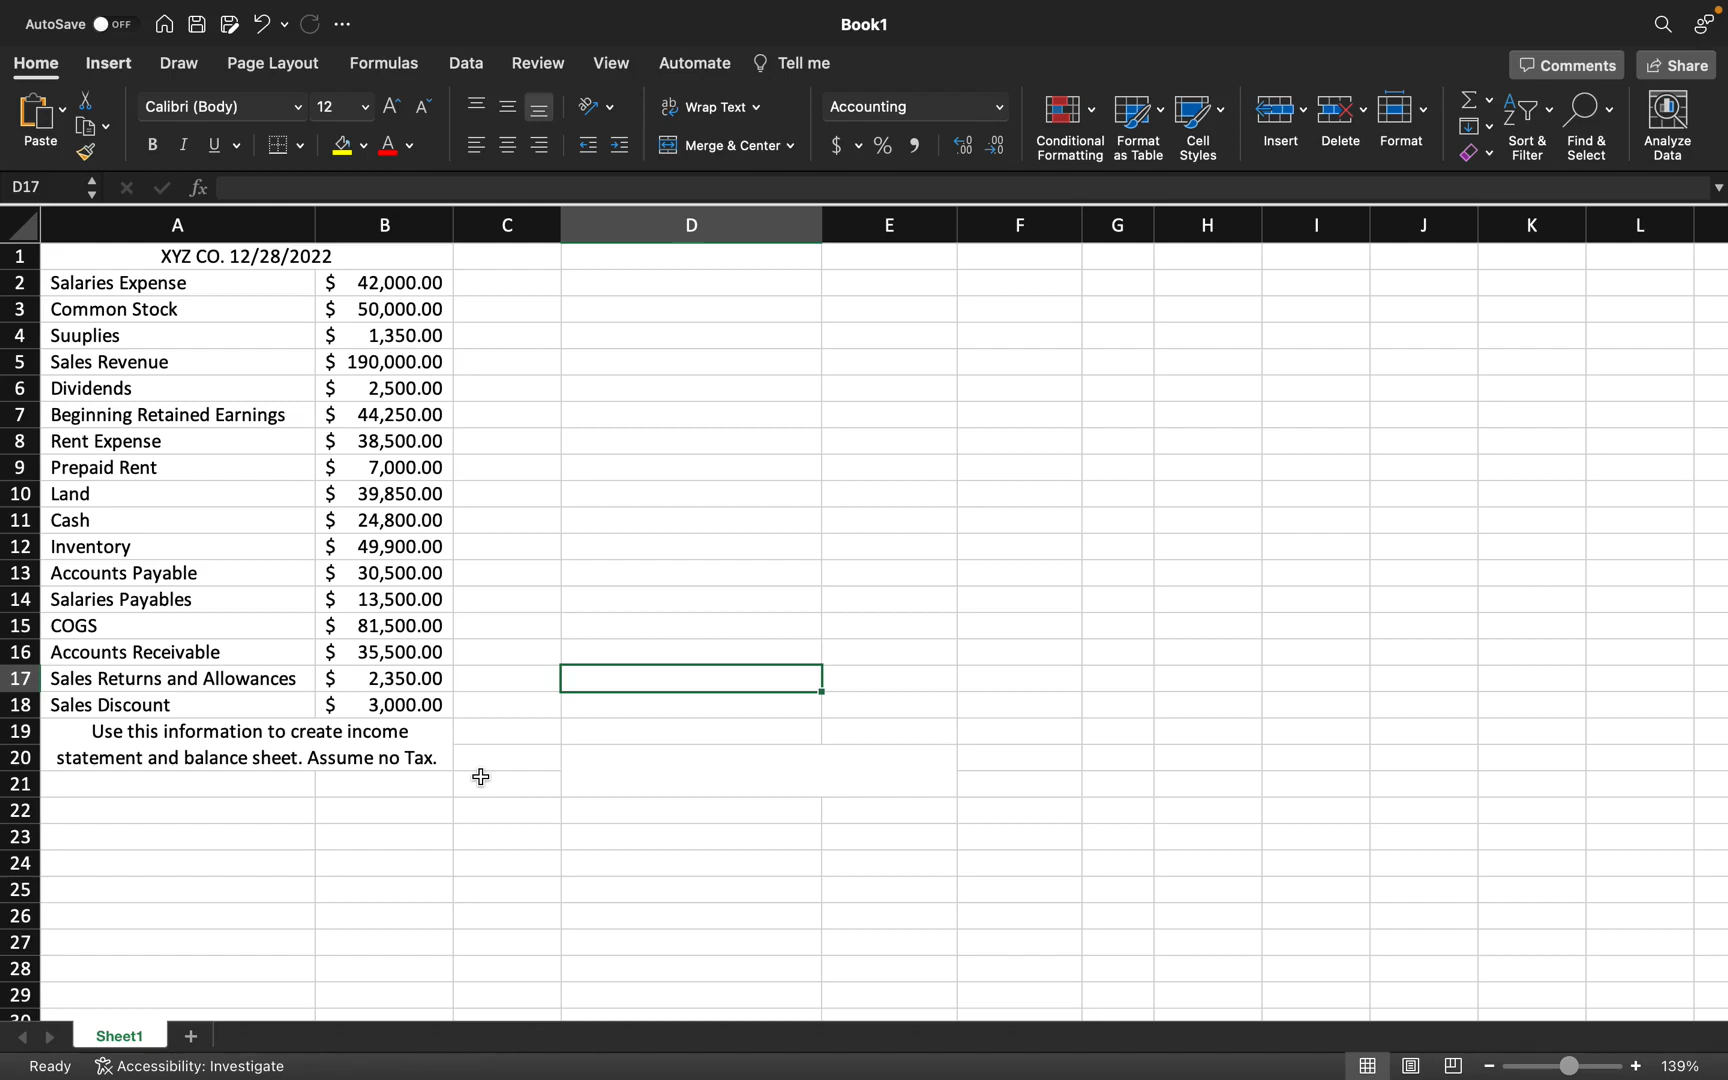 AutoSave OFF Book1
Home Insert Draw Page Layout Formulas Data Review View Automate Tell me Comments Share
Paste Calibri (Body) 12 Wrap Text Accounting Conditional Formatting Format as Table Cell Styles Insert Delete Format Sort & Filter Find & Select Analyze Data
B I U A Merge & Center $ % 9
D17 fx
A B C D E F G H I J K L
1 XYZ CO. 12/28/2022
2 Salaries Expense $ 42,000.00
3 Common Stock $ 50,000.00
4 Suuplies $ 1,350.00
5 Sales Revenue $ 190,000.00
6 Dividends $ 2,500.00
7 Beginning Retained Earnings $ 44,250.00
8 Rent Expense $ 38,500.00
9 Prepaid Rent $ 7,000.00
10 Land $ 39,850.00
11 Cash $ 24,800.00
12 Inventory $ 49,900.00
13 Accounts Payable $ 30,500.00
14 Salaries Payables $ 13,500.00
15 COGS $ 81,500.00
16 Accounts Receivable $ 35,500.00
17 Sales Returns and Allowances $ 2,350.00
18 Sales Discount $ 3,000.00
19 Use this information to create income
20 statement and balance sheet. Assume no Tax.
21
22
23
24
25
26
27
28
29
30
Sheet1
Ready Accessibility: Investigate 139%